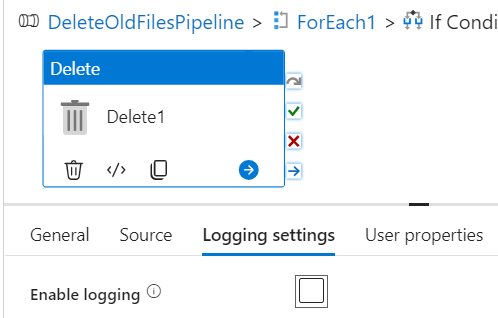 DeleteOldFilesPipeline > ForEach1 > If Condi
Delete
Delete1
General Source Logging settings User properties
Enable logging